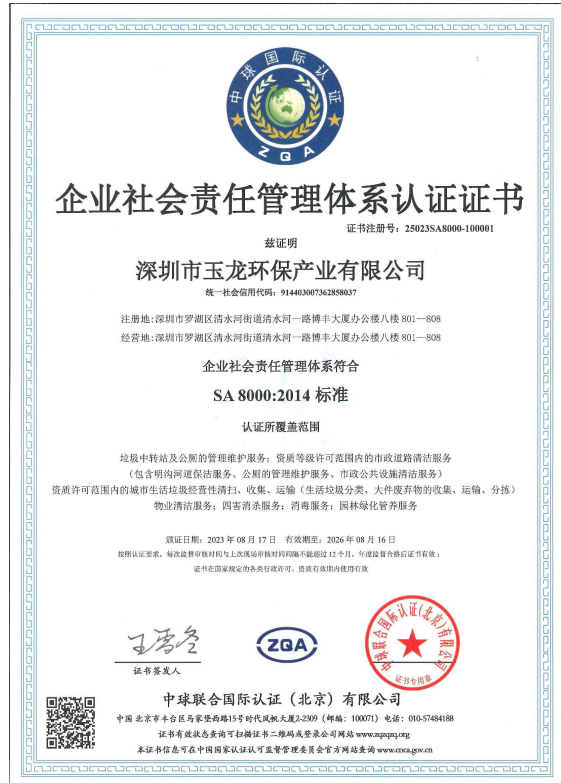 中球国际认证
ZQA
企业社会责任管理体系认证证书
证书注册号：25023SA8000-100001
兹证明
深圳市玉龙环保产业有限公司
统一社会信用代码：914403007362858037
注册地:深圳市罗湖区清水河街道清水河一路博丰大厦办公楼八楼 801—808
经营地:深圳市罗湖区清水河街道清水河一路博丰大厦办公楼八楼 801—808
企业社会责任管理体系符合
SA 8000:2014 标准
认证所覆盖范围
垃圾中转站及公厕的管理维护服务；资质等级许可范围内的市政道路清洁服务
（包含明沟河道保洁服务、公厕的管理维护服务、市政公共设施清洁服务）
资质许可范围内的城市生活垃圾经营性清扫、收集、运输（生活垃圾分类、大件废弃物的收集、运输、分拣）
物业清洁服务；四害消杀服务；消毒服务；园林绿化管养服务
颁证日期：2023 年 08 月 17 日 有效期至：2026 年 08 月 16 日
按照认证要求，每次监督审核时间与上次现场审核时间间隔不能超过 12 个月，年度监督合格后证书有效；
证书在国家规定的各类行政许可、资质有效期内使用有效
王雪冬
证书签发人
ZQA
中球联合国际认证(北京)有限公司
证书专用章
中球联合国际认证（北京）有限公司
中国 北京市丰台区马家堡西路15号时代风帆大厦2-2309（邮编：100071）电话：010-57484188
证书有效状态查询可扫描证书二维码或登录公司网站 www.zqzqzq.org
本证书信息可在中国国家认证认可监督管理委员会官方网站查询 www.cnca.gov.cn